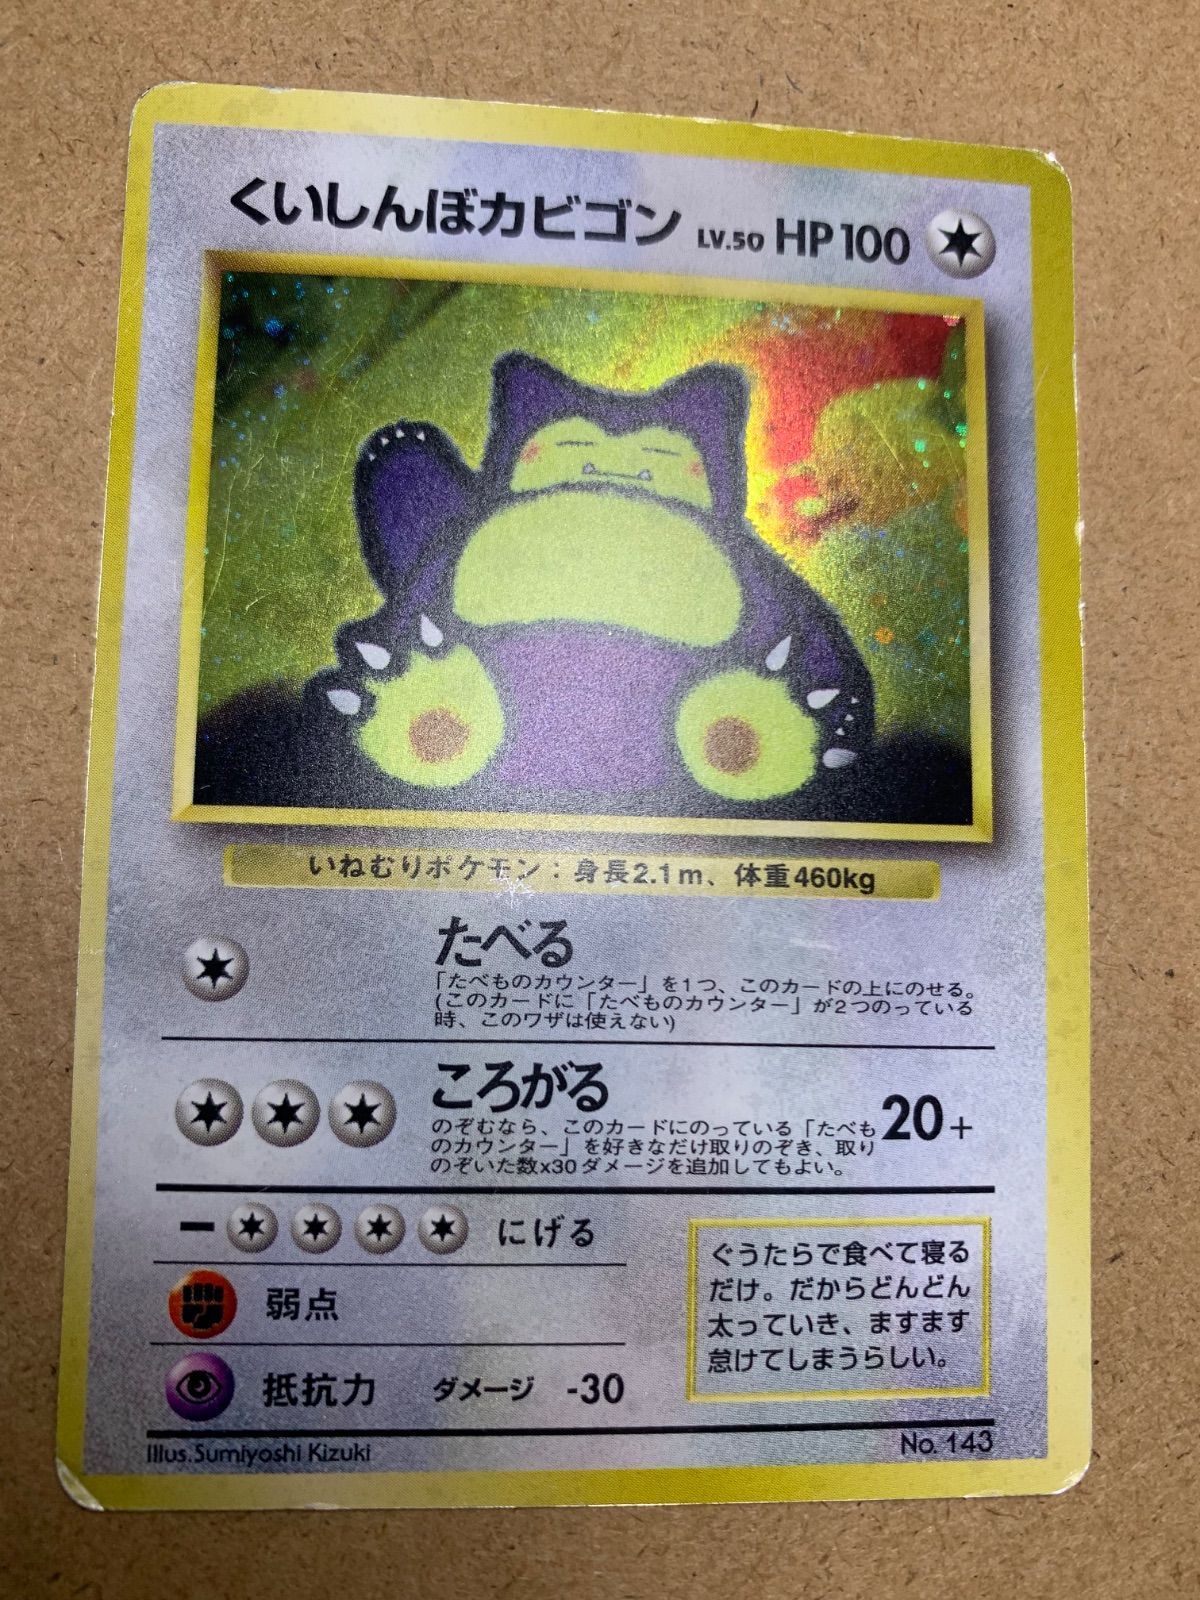 くいしんぼカビゴン LV.50 HP100
いねむりポケモン：身長2.1m、体重460kg
たべる
「たべものカウンター」を1つ、このカードの上にのせる。
(このカードに「たべものカウンター」が2つのっている
時、このワザは使えない)
ころがる
のぞむなら、このカードにのっている「たべも
のカウンター」を好きなだけ取りのぞき、取り
のぞいた数x30ダメージを追加してもよい。
20+
ー にげる
弱点
抵抗力 ダメージ -30
ぐうたらで食べて寝る
だけ。だからどんどん
太っていき、ますます
怠けてしまうらしい。
Illus.Sumiyoshi Kizuki
No. 143